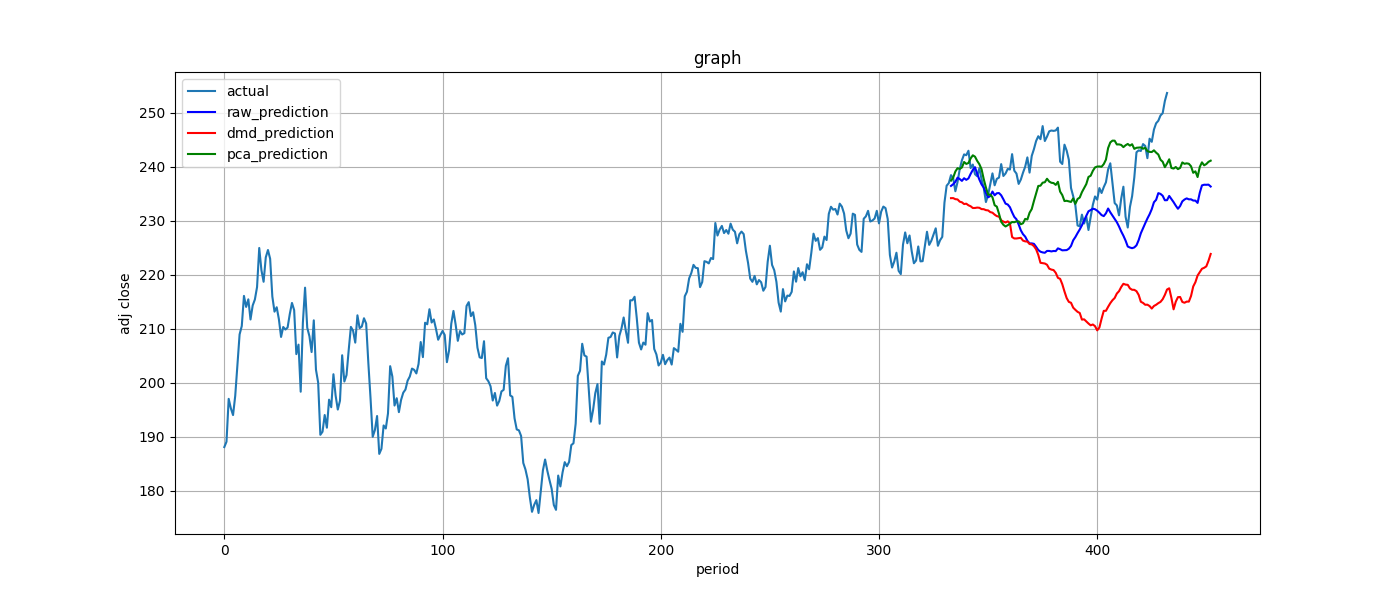 graph
actual
raw_prediction
dmd_prediction
pca_prediction
250
240
230
220
210
200
190
180
adj close
0 100 200 300 400
period